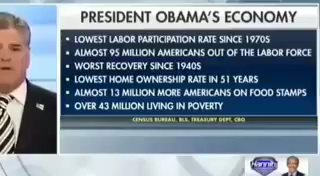 PRESIDENT OBAMA'S ECONOMY
LOWEST LABOR PARTICIPATION RATE SINCE 1970S
ALMOST 95 MILLION AMERICANS OUT OF THE LABOR FORCE
WORST RECOVERY SINCE 1940S
LOWEST HOME OWNERSHIP RATE IN 51 YEARS
ALMOST 13 MILLION MORE AMERICANS ON FOOD STAMPS
OVER 43 MILLION LIVING IN POVERTY
CENSUS BUREAU, BLS, TREASURY DEPT, CBO
Hannity